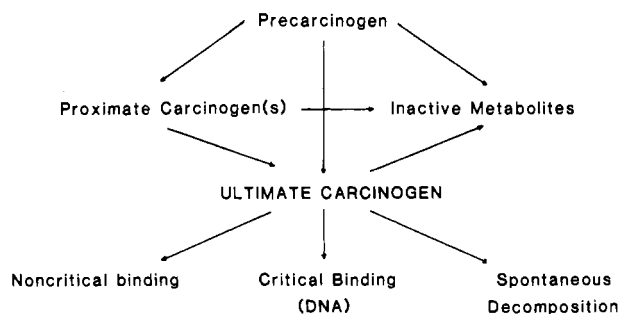 Precarcinogen
Proximate Carcinogen(s)
Inactive Metabolites
ULTIMATE CARCINOGEN
Noncritical binding
Critical Binding
(DNA)
Spontaneous
Decomposition